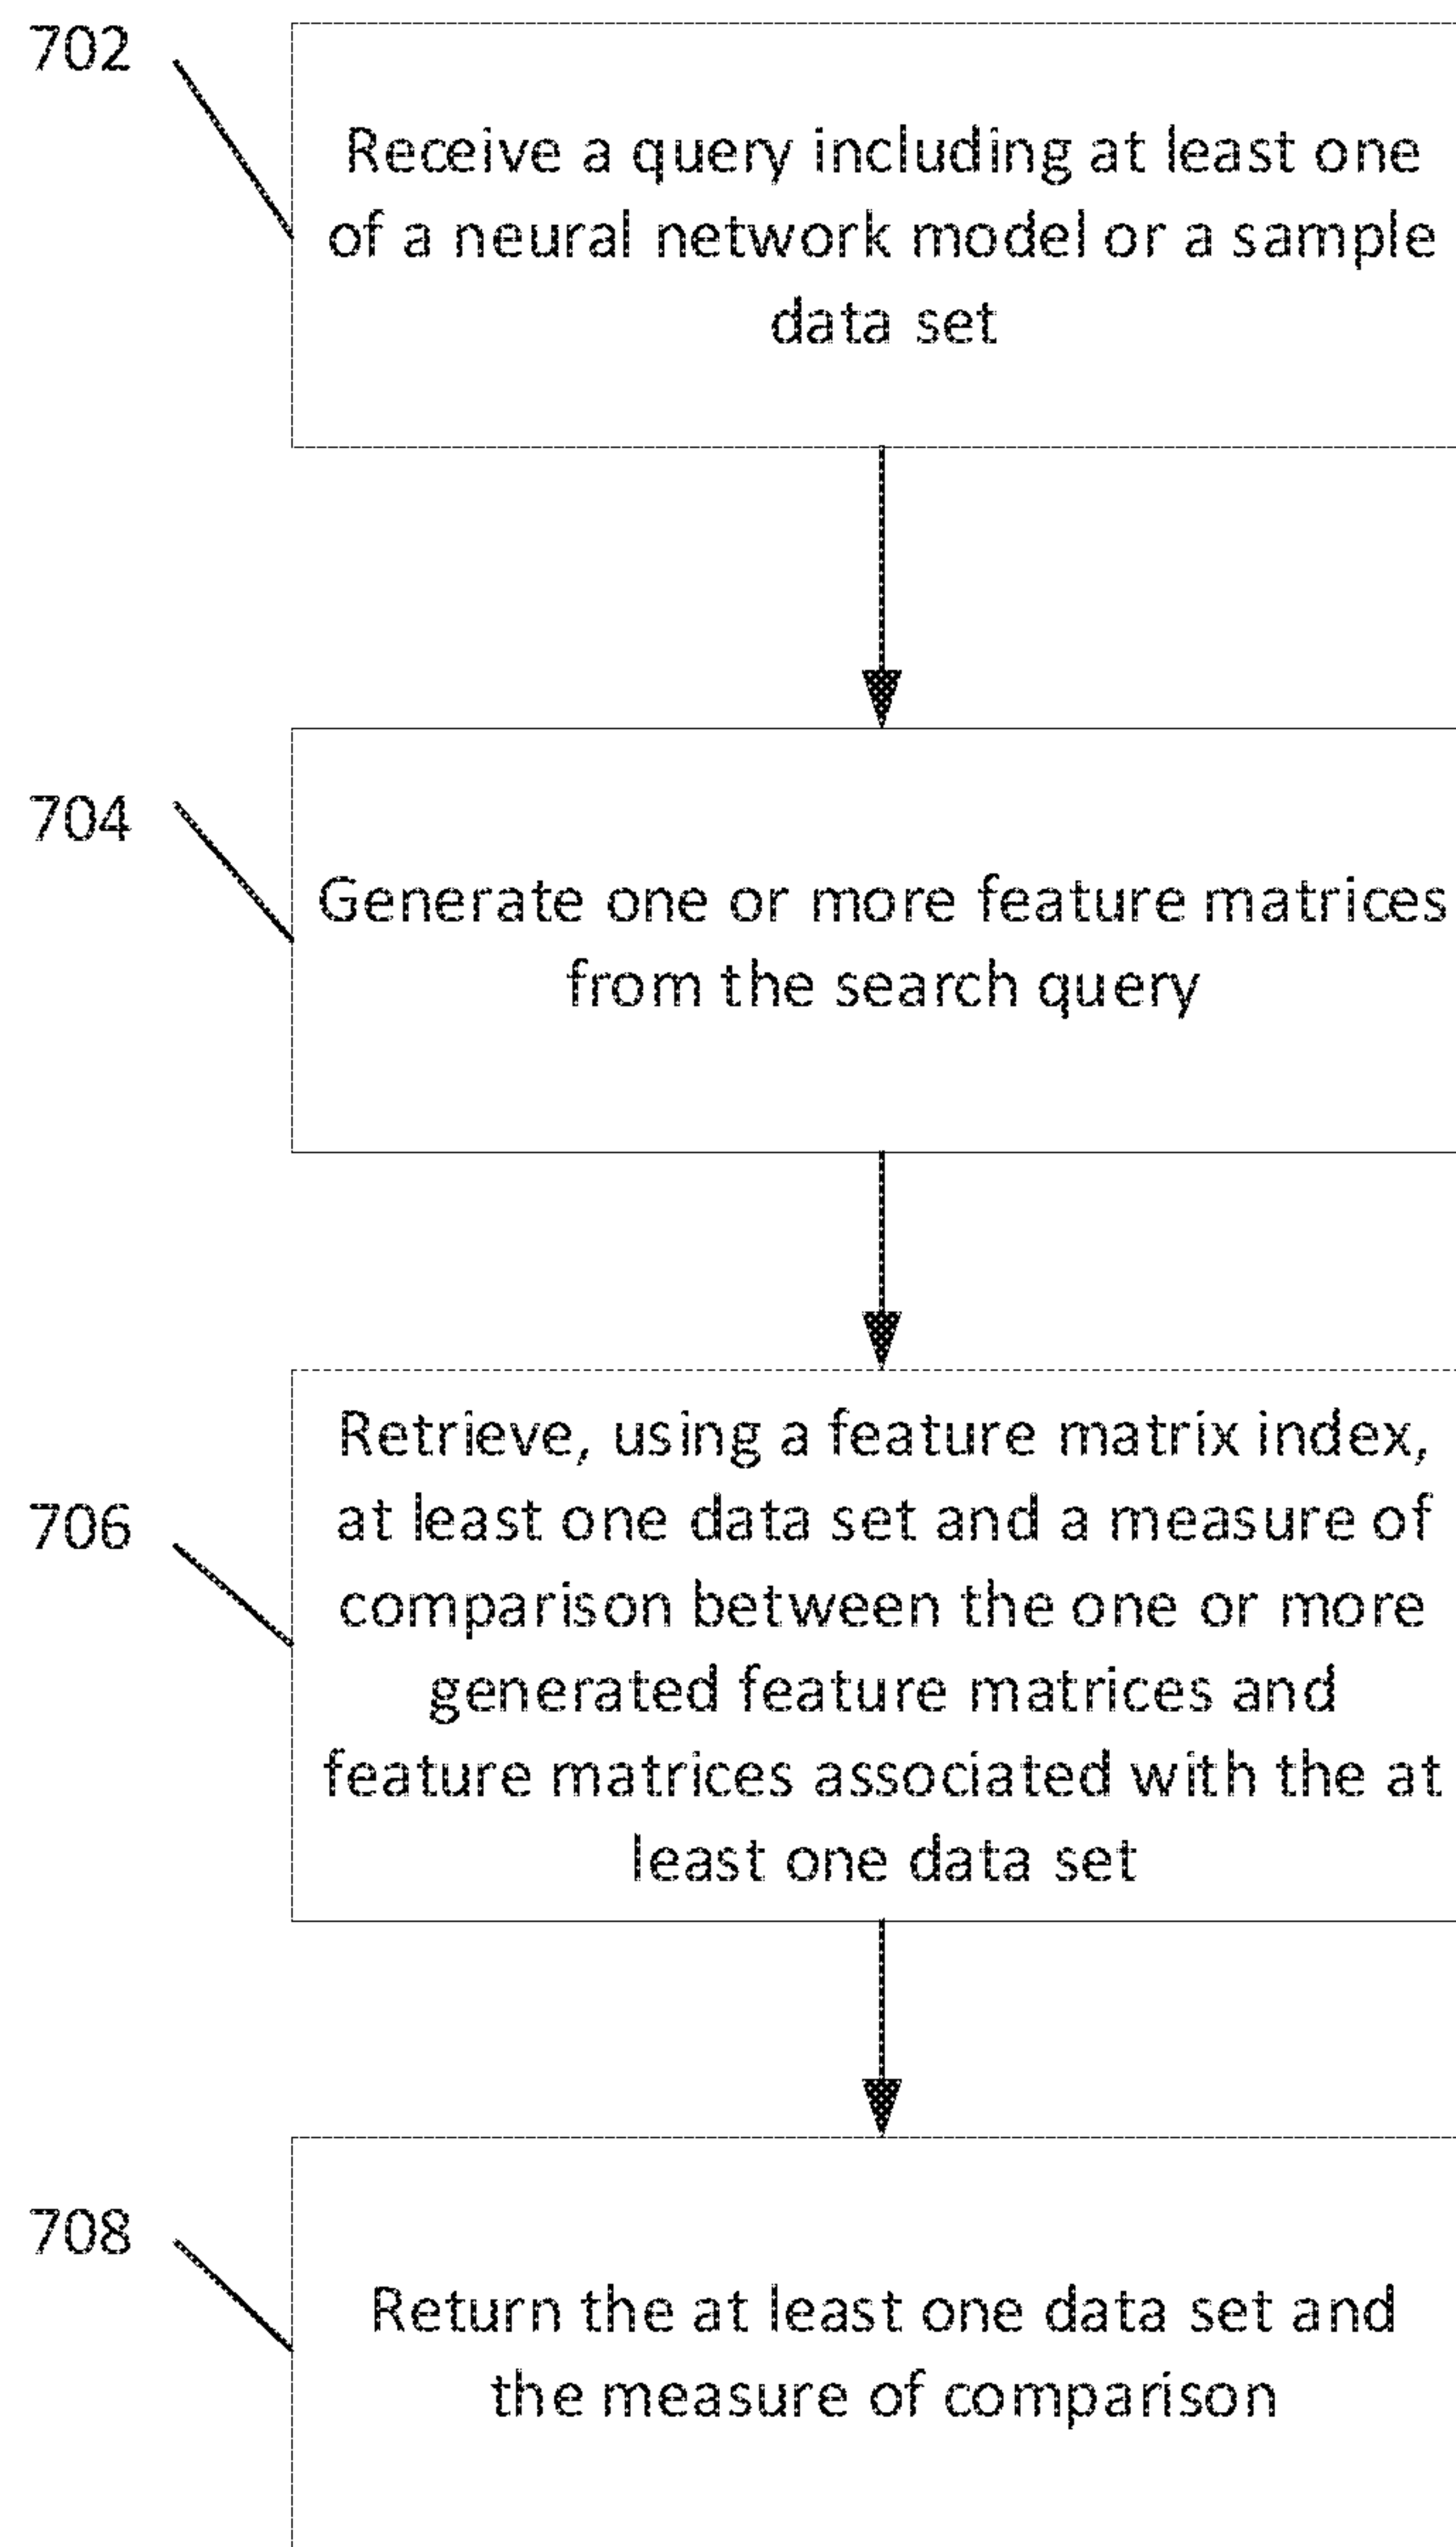 702
Receive a query including at least one
of a neural network model or a sample
data set
704
Generate one or more feature matrices
from the search query
706
Retrieve, using a feature matrix index,
at least one data set and a measure of
comparison between the one or more
generated feature matrices and
feature matrices associated with the at
least one data set
708
Return the at least one data set and
the measure of comparison